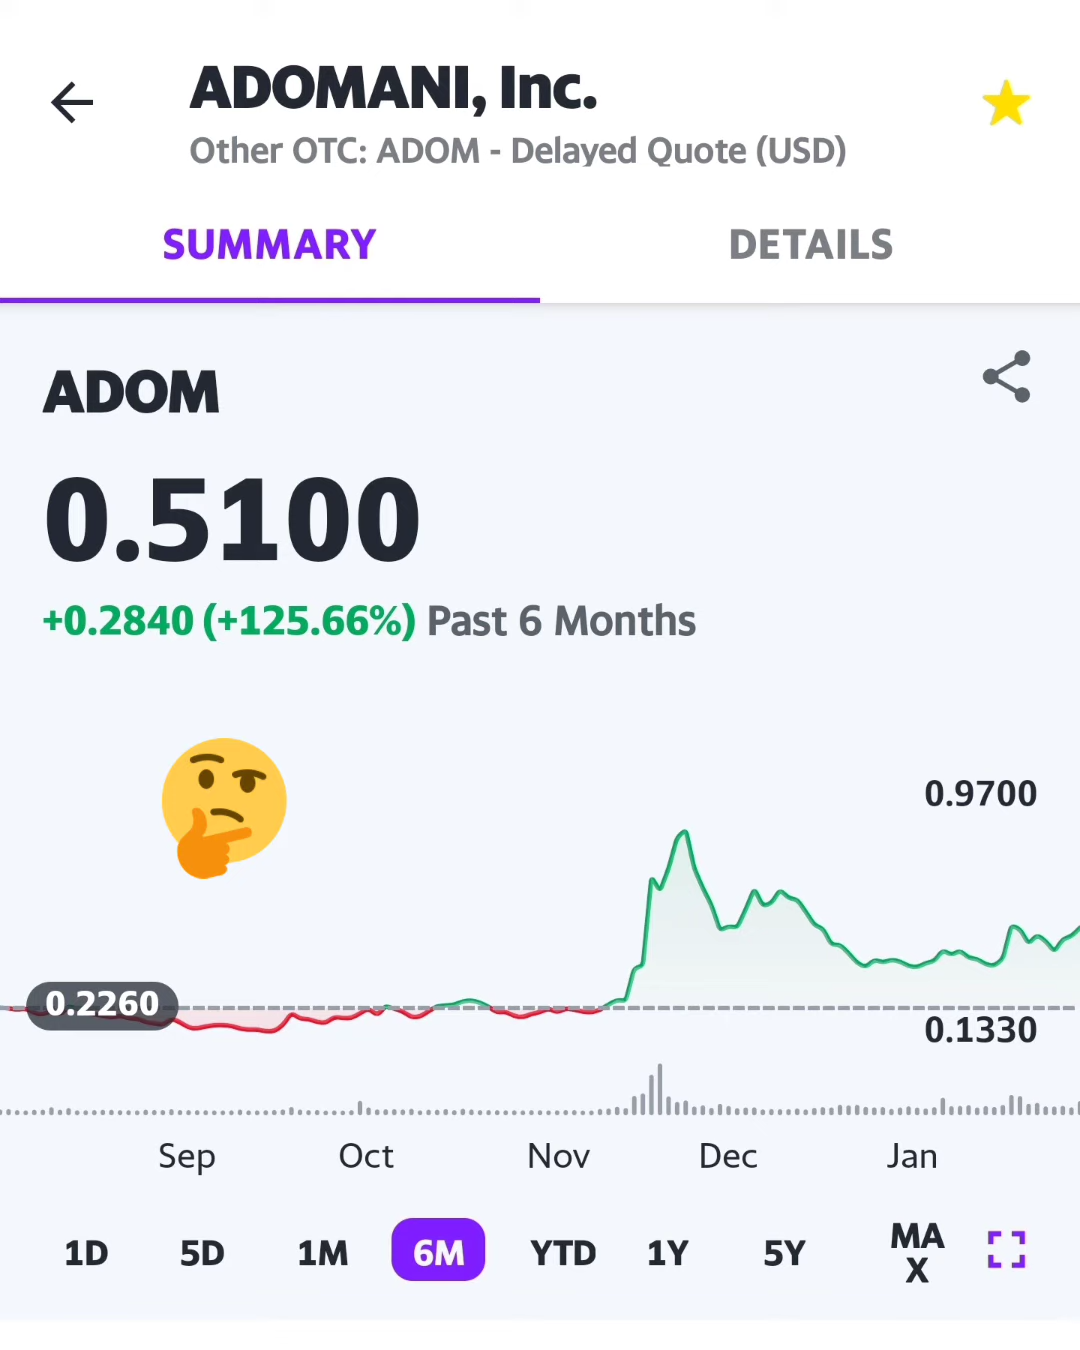 ADOMANI, Inc.
Other OTC: ADOM - Delayed Quote (USD)
SUMMARY DETAILS
ADOM
0.5100
+0.2840 (+125.66%) Past 6 Months
0.9700
0.2260
0.1330
Sep Oct Nov Dec Jan
1D 5D 1M 6M YTD 1Y 5Y MA
X